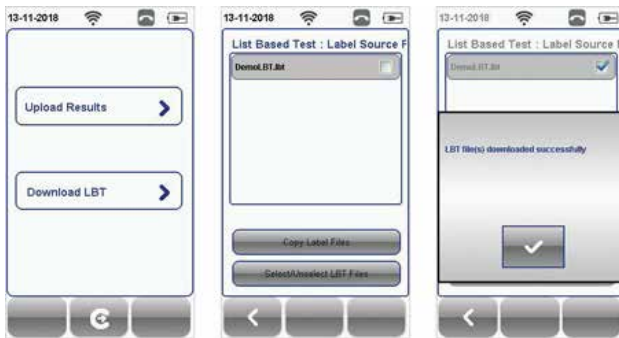 13-11-2018
Upload Results
Download LBT
13-11-2018
List Based Test : Label Source F
DemoLBT.lbt
Copy Label Files
Select/Unselect LBT Files
13-11-2018
List Based Test : Label Source
DemoLBT.lbt
LBT file(s) downloaded successfully